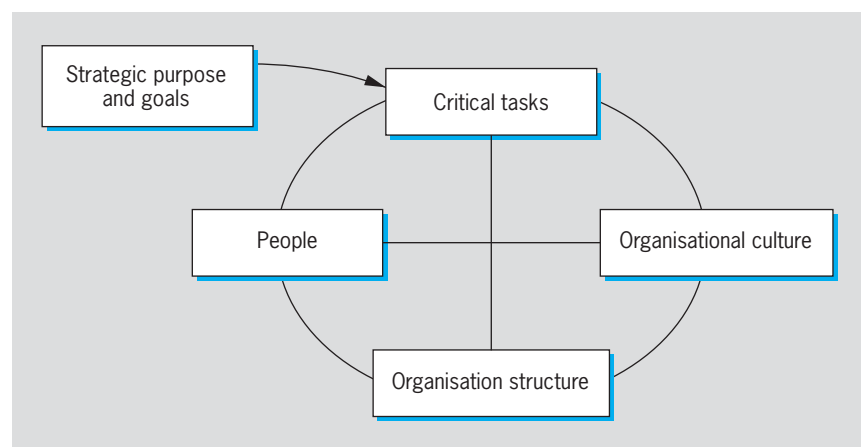 Strategic purpose
and goals
Critical tasks
People
Organisational culture
Organisation structure